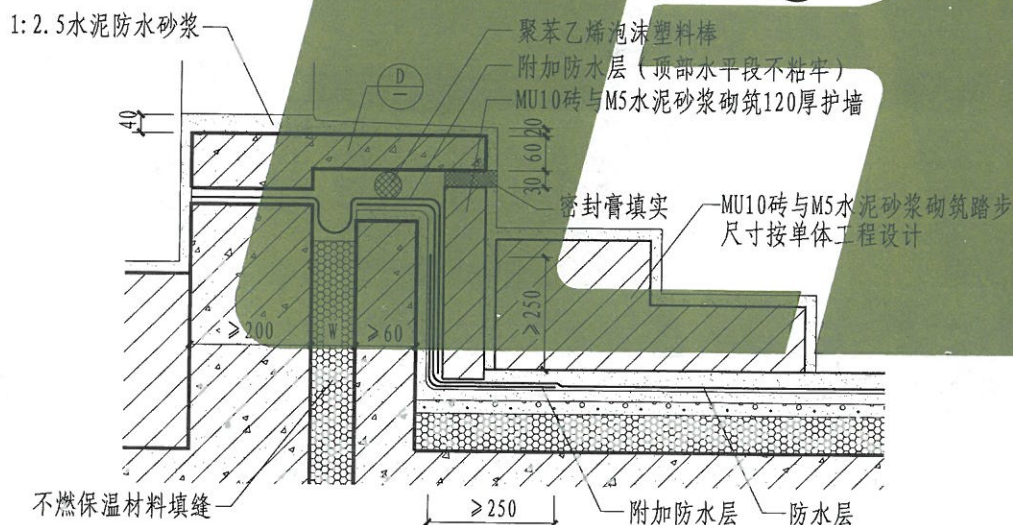 1:2.5水泥防水砂浆
聚苯乙烯泡沫塑料棒
附加防水层(顶部水平段不粘牢)
MU10砖与M5水泥砂浆砌筑120厚护墙
D
40
20
60
30
密封膏填实
MU10砖与M5水泥砂浆砌筑踏步
尺寸按单体工程设计
≥250
≥200
W
≥60
不燃保温材料填缝
≥250
附加防水层
防水层